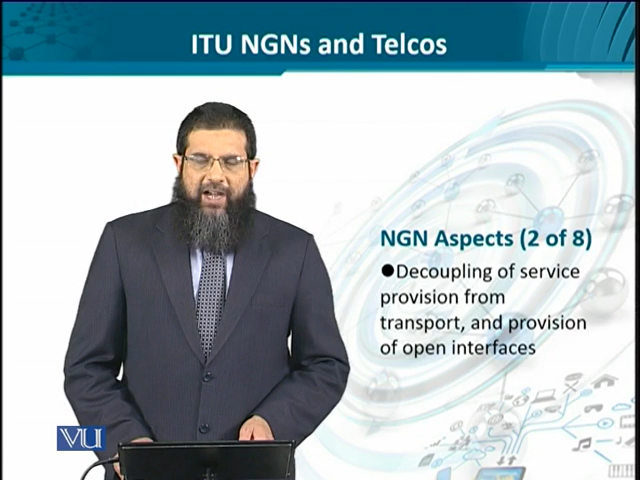 ITU NGNs and Telcos
NGN Aspects (2 of 8)
●Decoupling of service
provision from
transport, and provision
of open interfaces
VU